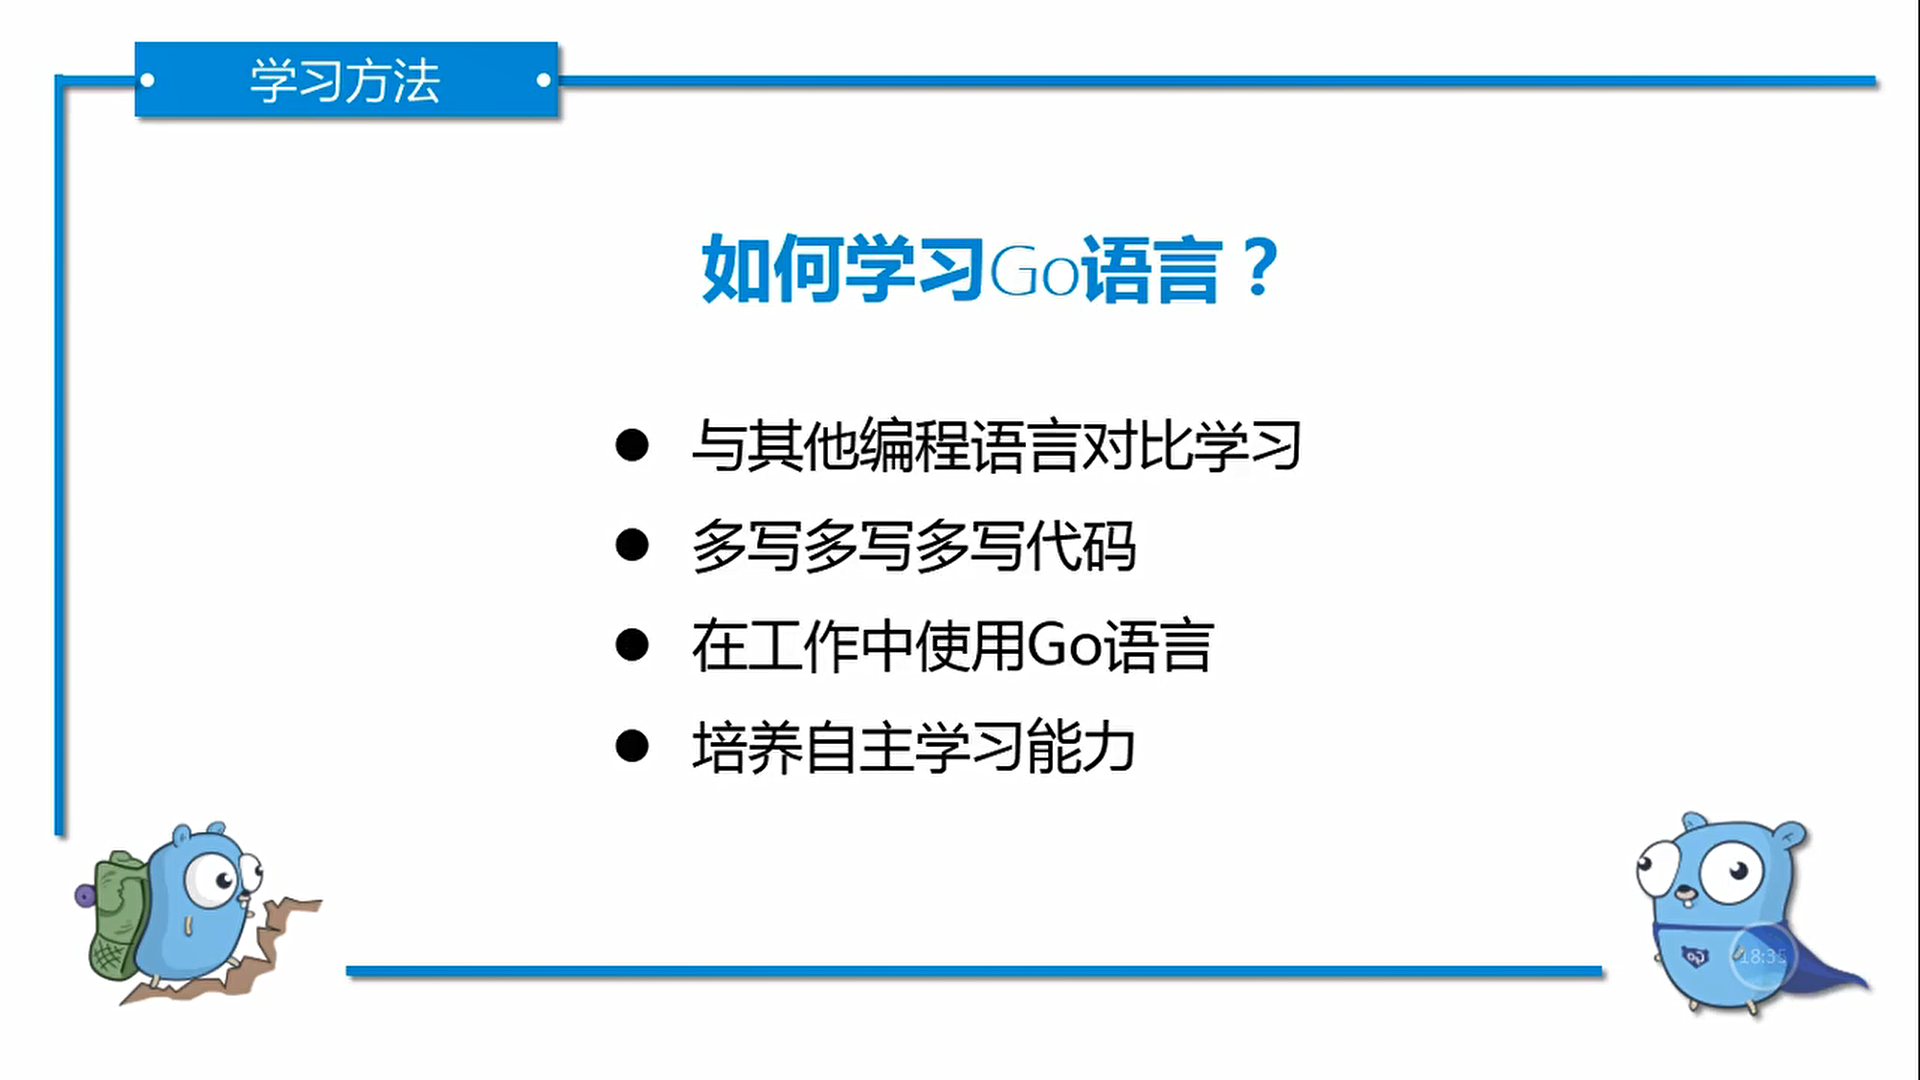 学习方法
如何学习Go语言？
● 与其他编程语言对比学习
● 多写多写多写代码
● 在工作中使用Go语言
● 培养自主学习能力
18:35